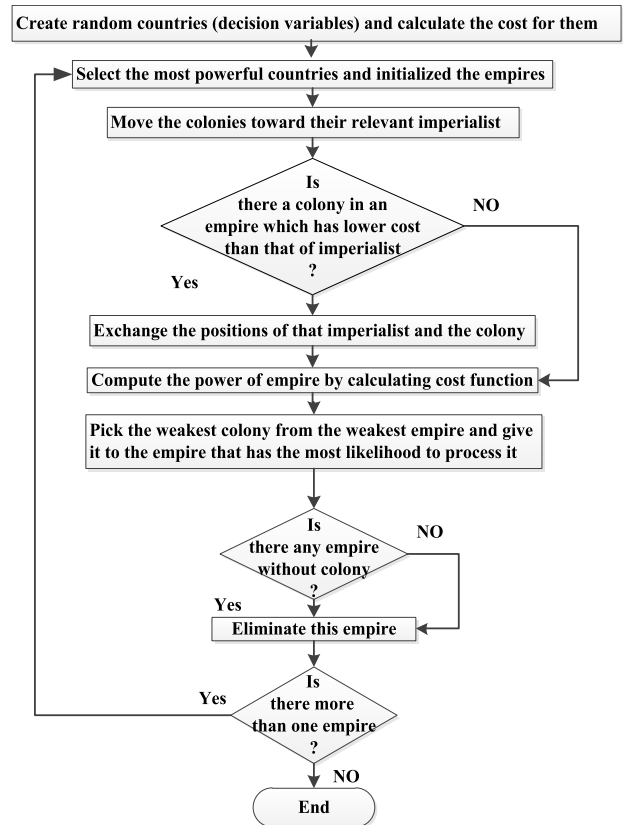 Create random countries (decision variables) and calculate the cost for them
Select the most powerful countries and initialized the empires
Move the colonies toward their relevant imperialist
Is
there a colony in an
empire which has lower cost
than that of imperialist
?
NO
Yes
Exchange the positions of that imperialist and the colony
Compute the power of empire by calculating cost function
Pick the weakest colony from the weakest empire and give
it to the empire that has the most likelihood to process it
Is
there any empire
without colony
?
NO
Yes
Eliminate this empire
Is
there more
than one empire
?
Yes
NO
End